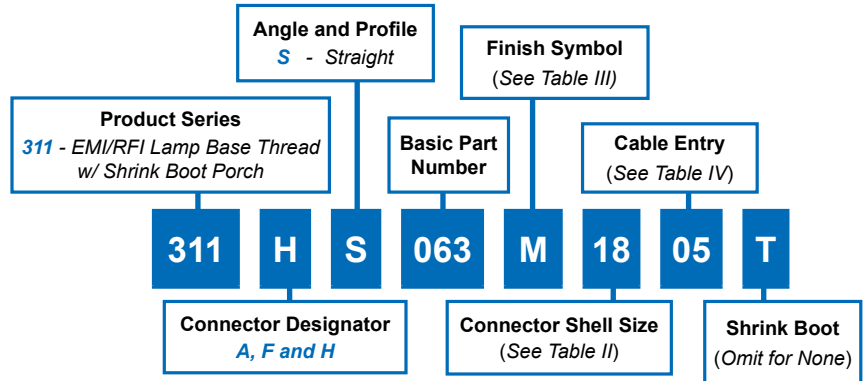 Angle and Profile
S - Straight
Finish Symbol
(See Table III)
Product Series
311 - EMI/RFI Lamp Base Thread
w/ Shrink Boot Porch
Basic Part
Number
Cable Entry
(See Table IV)
311 H S 063 M 18 05 T
Connector Designator
A, F and H
Connector Shell Size
(See Table II)
Shrink Boot
(Omit for None)